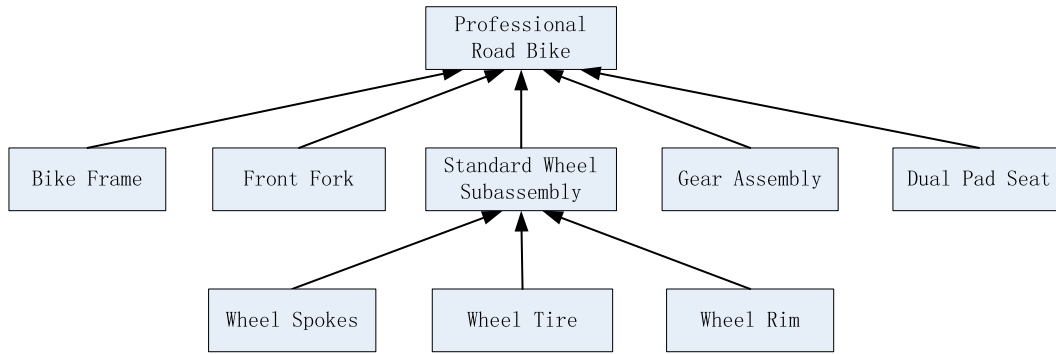 Professional
Road Bike
Bike Frame
Front Fork
Standard Wheel
Subassembly
Gear Assembly
Dual Pad Seat
Wheel Spokes
Wheel Tire
Wheel Rim